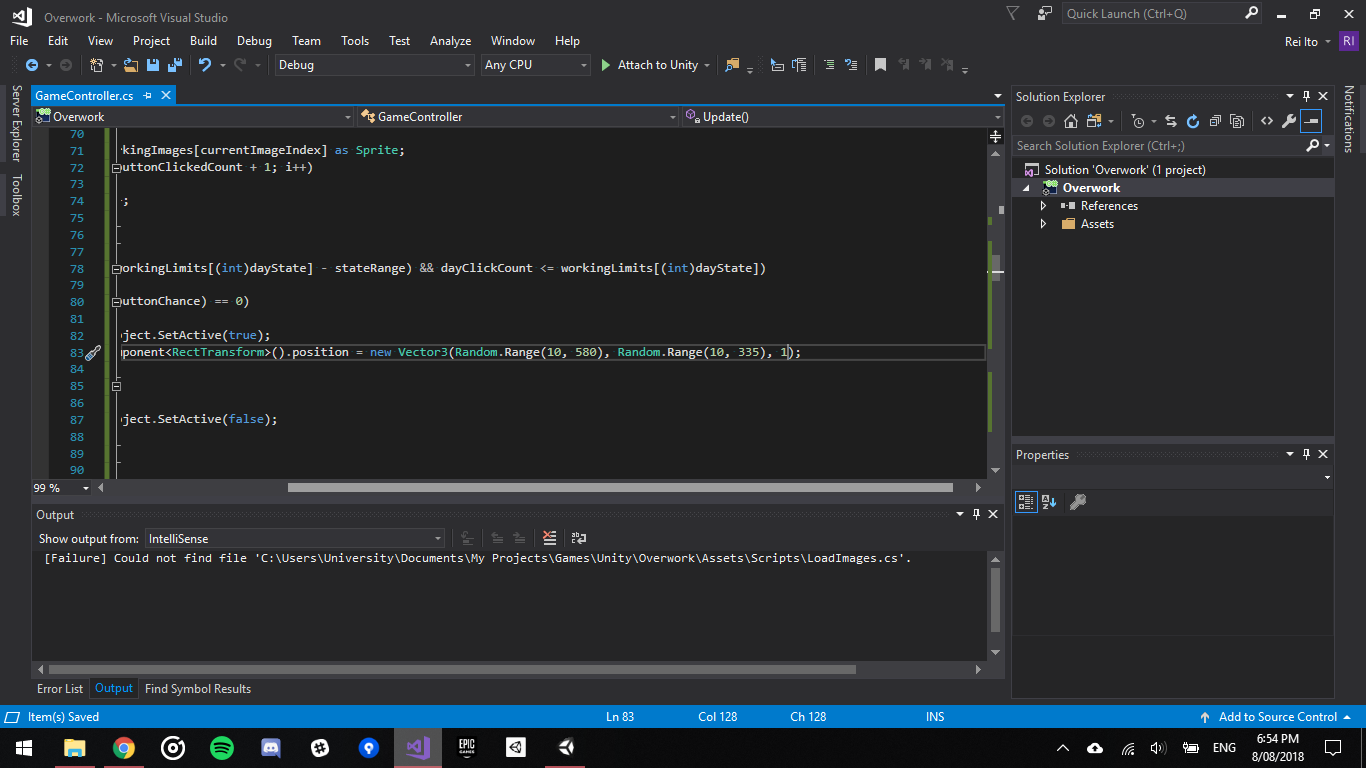 Overwork - Microsoft Visual Studio
Quick Launch (Ctrl+Q)
File Edit View Project Build Debug Team Tools Test Analyze Window Help
Rei Ito RI
Debug Any CPU Attach to Unity
Server Explorer
Toolbox
GameController.cs
Overwork GameController Update()
70
71 kingImages[currentImageIndex] as Sprite;
72 uttonClickedCount + 1; i++)
73
74 ;
75
76
77
78 orkingLimits[(int)dayState] - stateRange) && dayClickCount <= workingLimits[(int)dayState])
79
80 uttonChance) == 0)
81
82 ject.SetActive(true);
83 ponent<RectTransform>().position = new Vector3(Random.Range(10, 580), Random.Range(10, 335), 1);
84
85
86
87 ject.SetActive(false);
88
89
90
99 %
Output
Show output from: IntelliSense
[Failure] Could not find file 'C:\Users\University\Documents\My Projects\Games\Unity\Overwork\Assets\Scripts\LoadImages.cs'.
Error List Output Find Symbol Results
Solution Explorer
Search Solution Explorer (Ctrl+;)
Solution 'Overwork' (1 project)
Overwork
References
Assets
Properties
Notifications
Item(s) Saved Ln 83 Col 128 Ch 128 INS Add to Source Control
EPIC GAMES
ENG
6:54 PM
8/08/2018